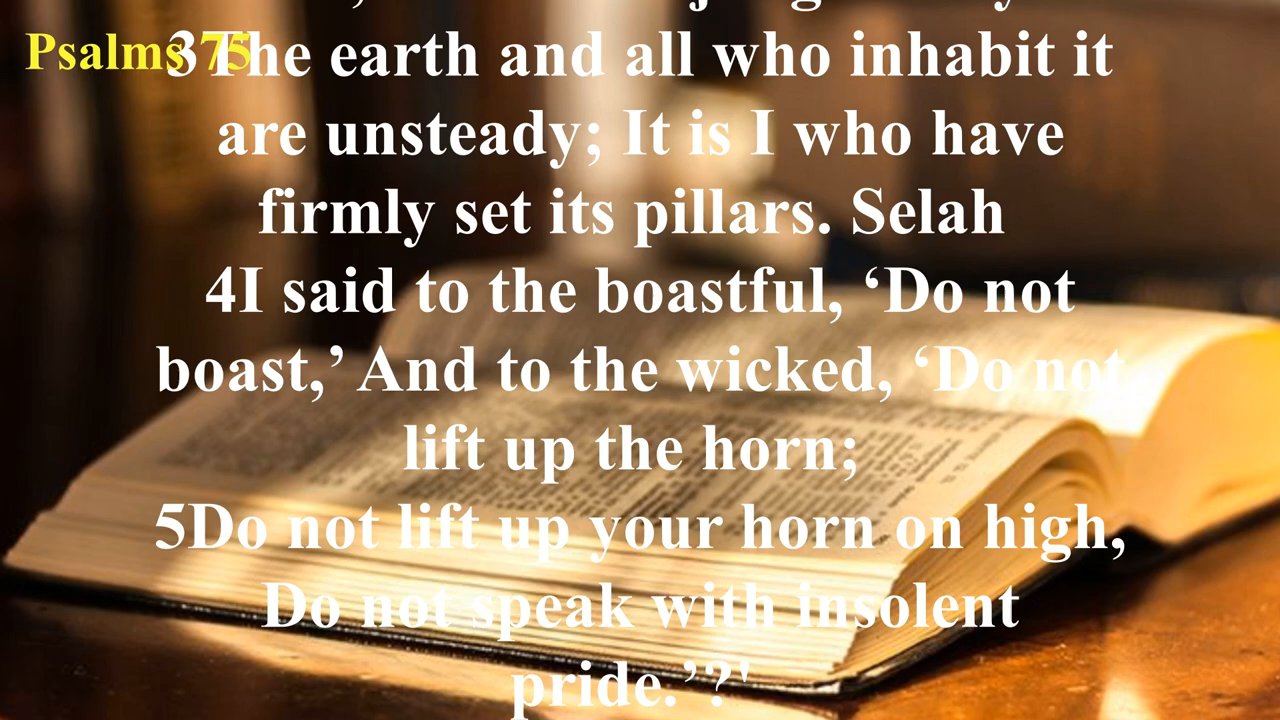 Psalms 75
3The earth and all who inhabit it
are unsteady; It is I who have
firmly set its pillars. Selah
4I said to the boastful, ‘Do not
boast,’ And to the wicked, ‘Do not
lift up the horn;
5Do not lift up your horn on high,
Do not speak with insolent
pride.’?'